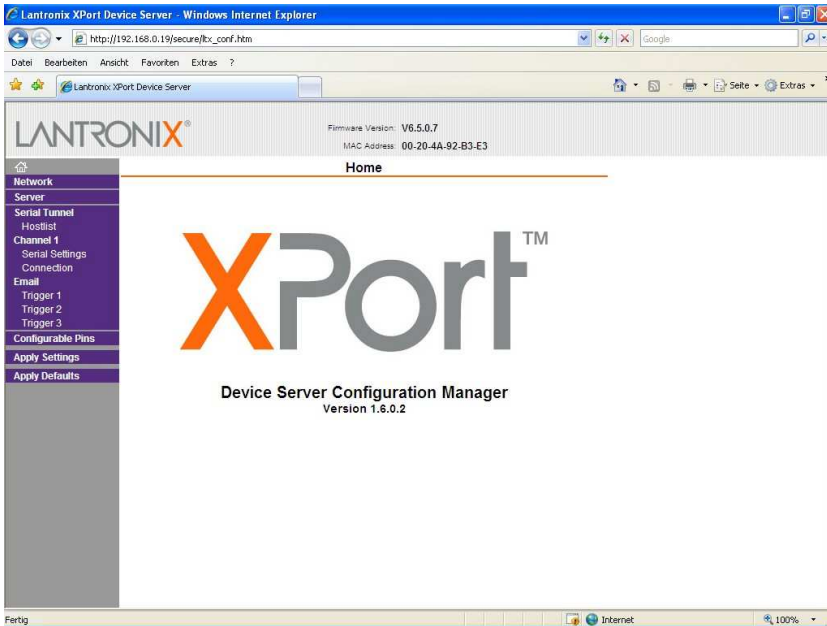 Lantronix XPort Device Server - Windows Internet Explorer
http://192.168.0.19/secure/ltx_conf.htm
Google
Datei Bearbeiten Ansicht Favoriten Extras ?
Lantronix XPort Device Server
Seite Extras
LANTRONIX®
Firmware Version: V6.5.0.7
MAC Address: 00-20-4A-92-B3-E3
Home
Network
Server
Serial Tunnel
Hostlist
Channel 1
Serial Settings
Connection
Email
Trigger 1
Trigger 2
Trigger 3
Configurable Pins
Apply Settings
Apply Defaults
XPort™
Device Server Configuration Manager
Version 1.6.0.2
Fertig
Internet
100%